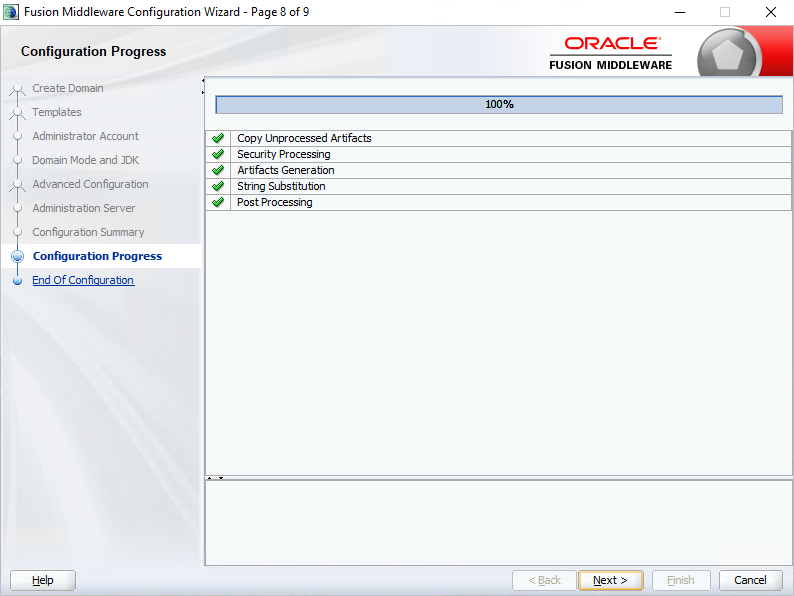 Fusion Middleware Configuration Wizard - Page 8 of 9
Configuration Progress
ORACLE®
FUSION MIDDLEWARE
Create Domain
Templates
Administrator Account
Domain Mode and JDK
Advanced Configuration
Administration Server
Configuration Summary
Configuration Progress
End Of Configuration
100%
Copy Unprocessed Artifacts
Security Processing
Artifacts Generation
String Substitution
Post Processing
Help
< Back
Next >
Finish
Cancel